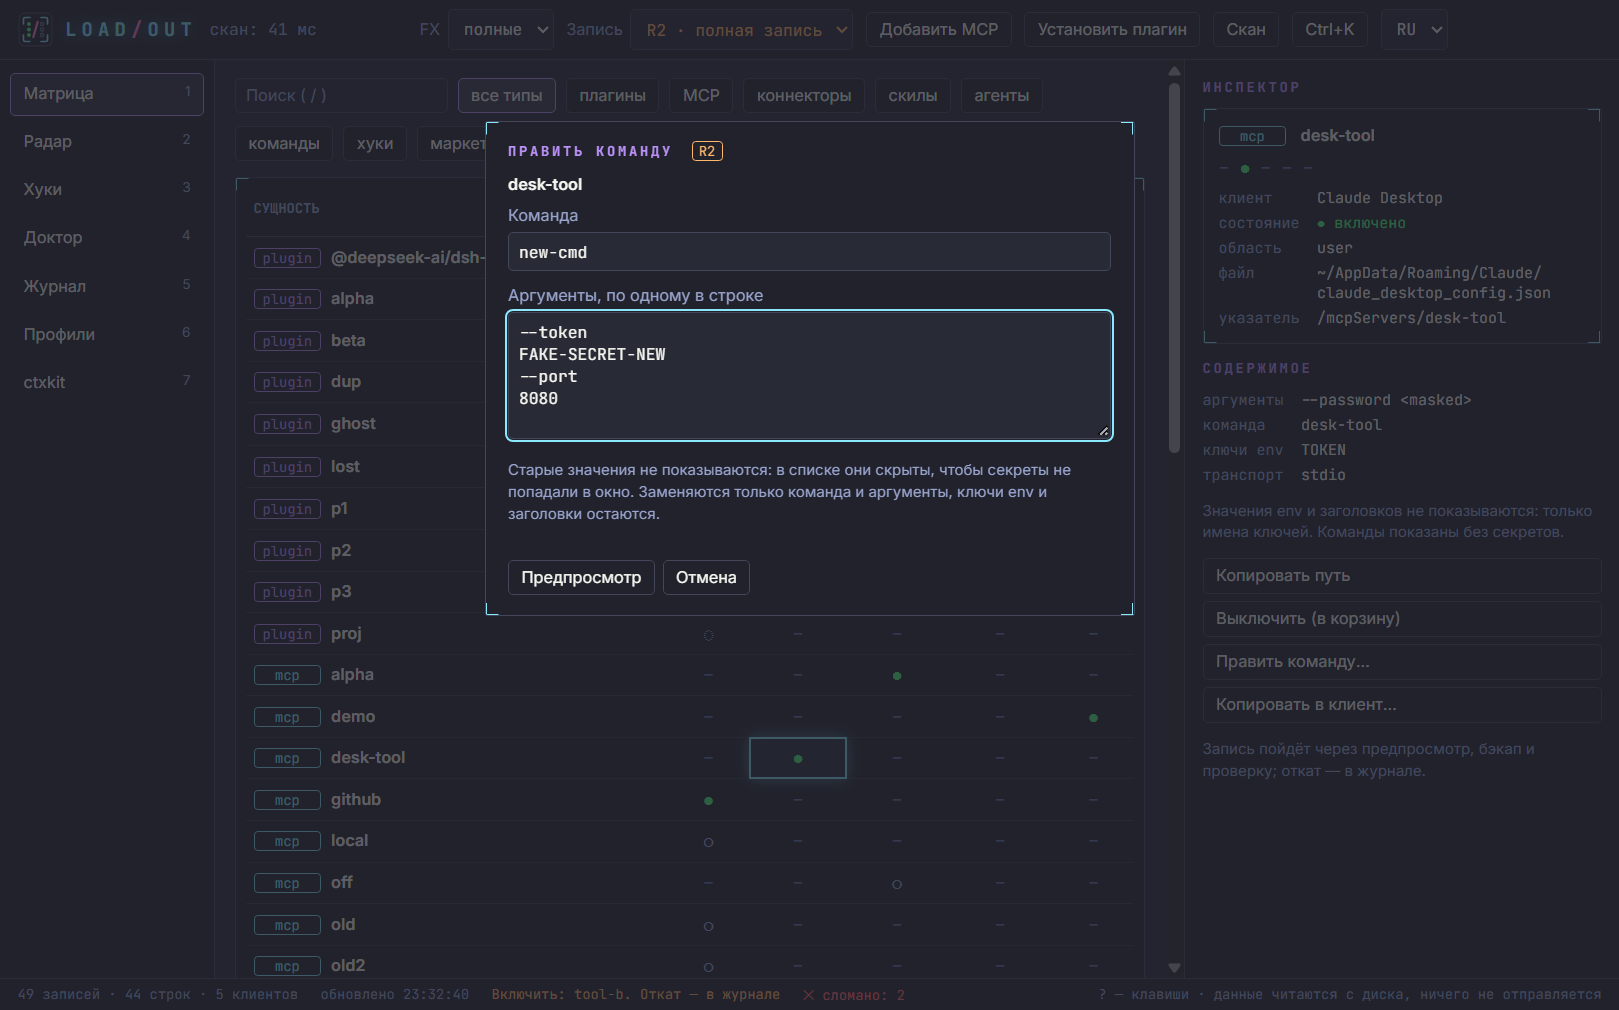 LOAD/OUT скан: 41 мс FX полные Запись R2 · полная запись Добавить MCP Установить плагин Скан Ctrl+K RU
Матрица 1
Радар 2
Хуки 3
Доктор 4
Журнал 5
Профили 6
ctxkit 7
Поиск ( / ) все типы плагины MCP коннекторы скилы агенты
команды хуки маркет
СУЩНОСТЬ
plugin @deepseek-ai/dsh-
plugin alpha
plugin beta
plugin dup
plugin ghost
plugin lost
plugin p1
plugin p2
plugin p3
plugin proj
mcp alpha
mcp demo
mcp desk-tool
mcp github
mcp local
mcp off
mcp old
mcp old2
ПРАВИТЬ КОМАНДУ R2
desk-tool
Команда
new-cmd
Аргументы, по одному в строке
--token
FAKE-SECRET-NEW
--port
8080
Старые значения не показываются: в списке они скрыты, чтобы секреты не
попадали в окно. Заменяются только команда и аргументы, ключи env и
заголовки остаются.
Предпросмотр Отмена
ИНСПЕКТОР
mcp desk-tool
клиент Claude Desktop
состояние включено
область user
файл ~/AppData/Roaming/Claude/
claude_desktop_config.json
указатель /mcpServers/desk-tool
СОДЕРЖИМОЕ
аргументы --password <masked>
команда desk-tool
ключи env TOKEN
транспорт stdio
Значения env и заголовков не показываются: только
имена ключей. Команды показаны без секретов.
Копировать путь
Выключить (в корзину)
Править команду...
Копировать в клиент...
Запись пойдёт через предпросмотр, бэкап и
проверку; откат — в журнале.
49 записей · 44 строк · 5 клиентов обновлено 23:32:40 Включить: tool-b. Откат — в журнале × сломано: 2 ? — клавиши · данные читаются с диска, ничего не отправляется